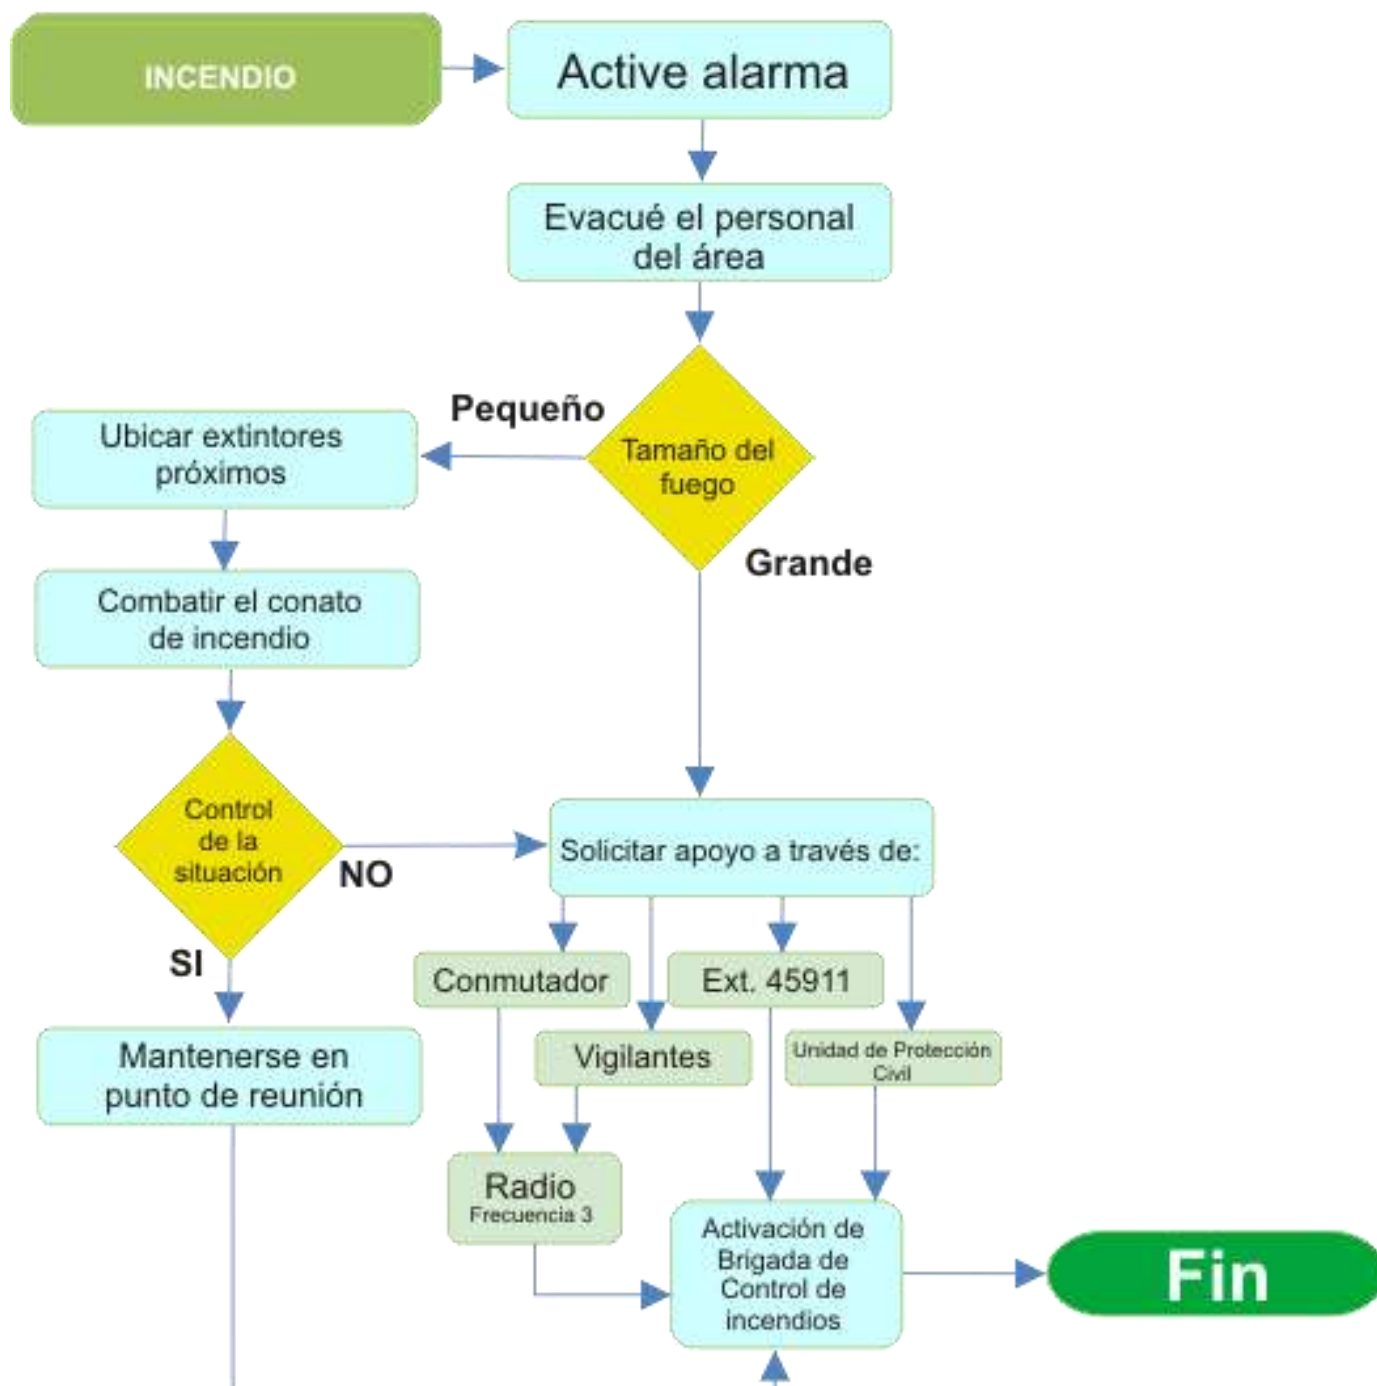 INCENDIO
Active alarma
Evacué el personal
del área
Pequeño
Tamaño del
fuego
Grande
Ubicar extintores
próximos
Combatir el conato
de incendio
Control
de la
situación
NO
SI
Solicitar apoyo a través de:
Conmutador
Ext. 45911
Vigilantes
Unidad de Protección
Civil
Mantenerse en
punto de reunión
Radio
Frecuencia 3
Activación de
Brigada de
Control de
incendios
Fin